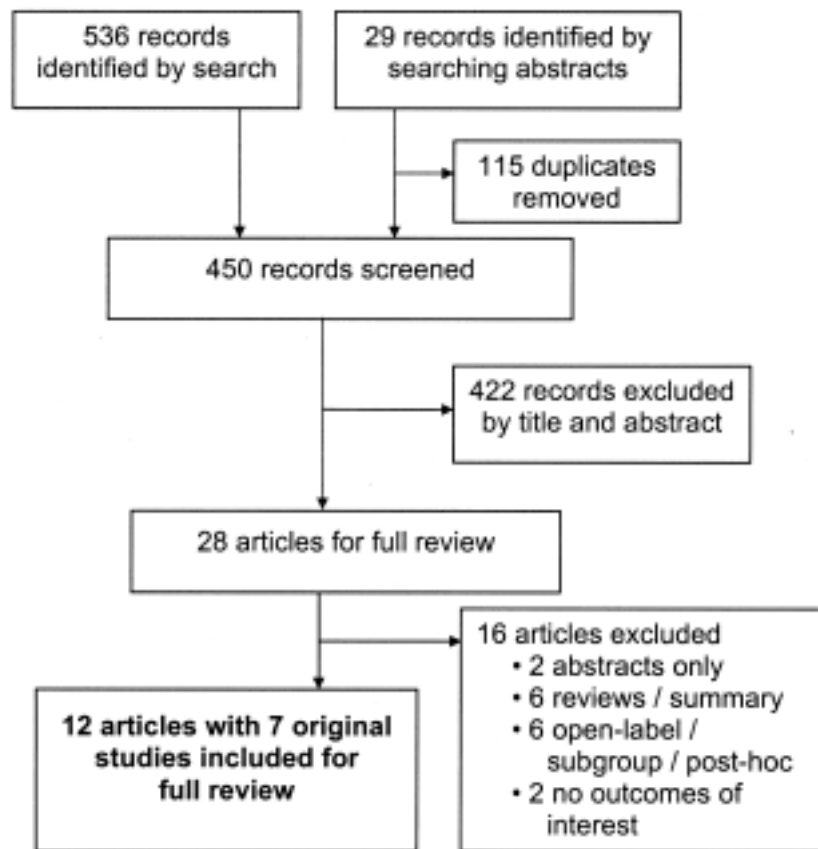 536 records
identified by search
29 records identified by
searching abstracts
115 duplicates
removed
450 records screened
422 records excluded
by title and abstract
28 articles for full review
16 articles excluded
• 2 abstracts only
• 6 reviews / summary
• 6 open-label /
subgroup / post-hoc
• 2 no outcomes of
interest
12 articles with 7 original
studies included for
full review